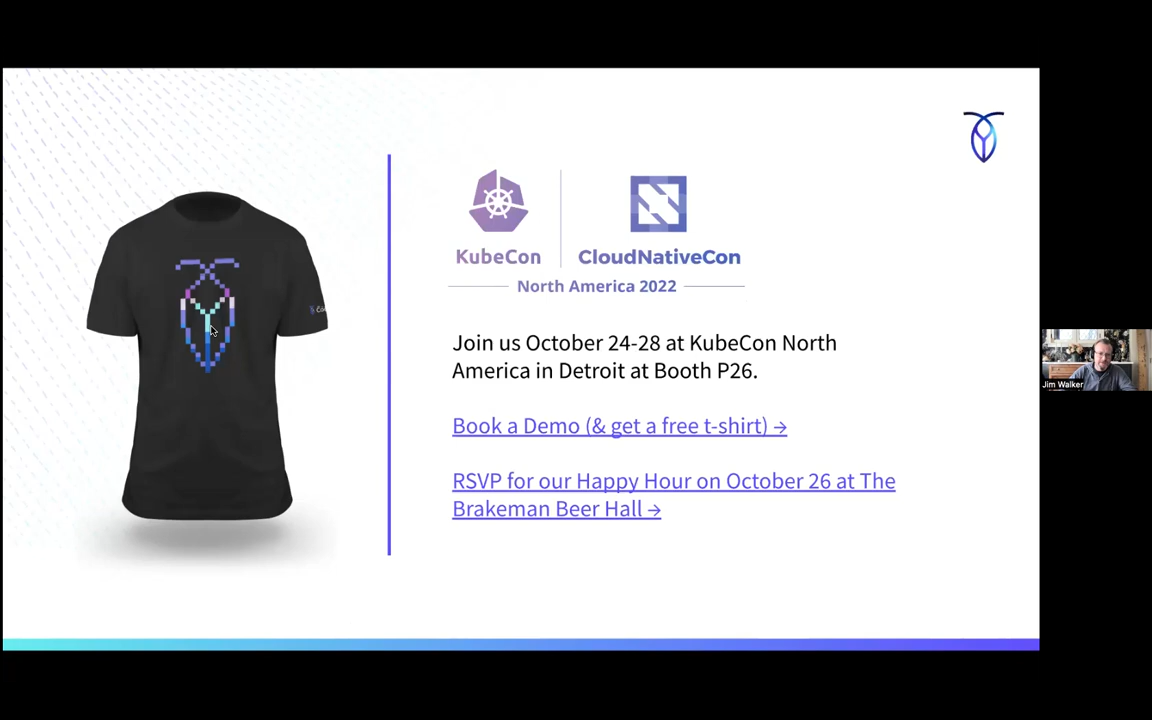 KubeCon
CloudNativeCon
North America 2022
Join us October 24-28 at KubeCon North
America in Detroit at Booth P26.
Book a Demo (& get a free t-shirt) →
RSVP for our Happy Hour on October 26 at The
Brakeman Beer Hall →
Jim Walker